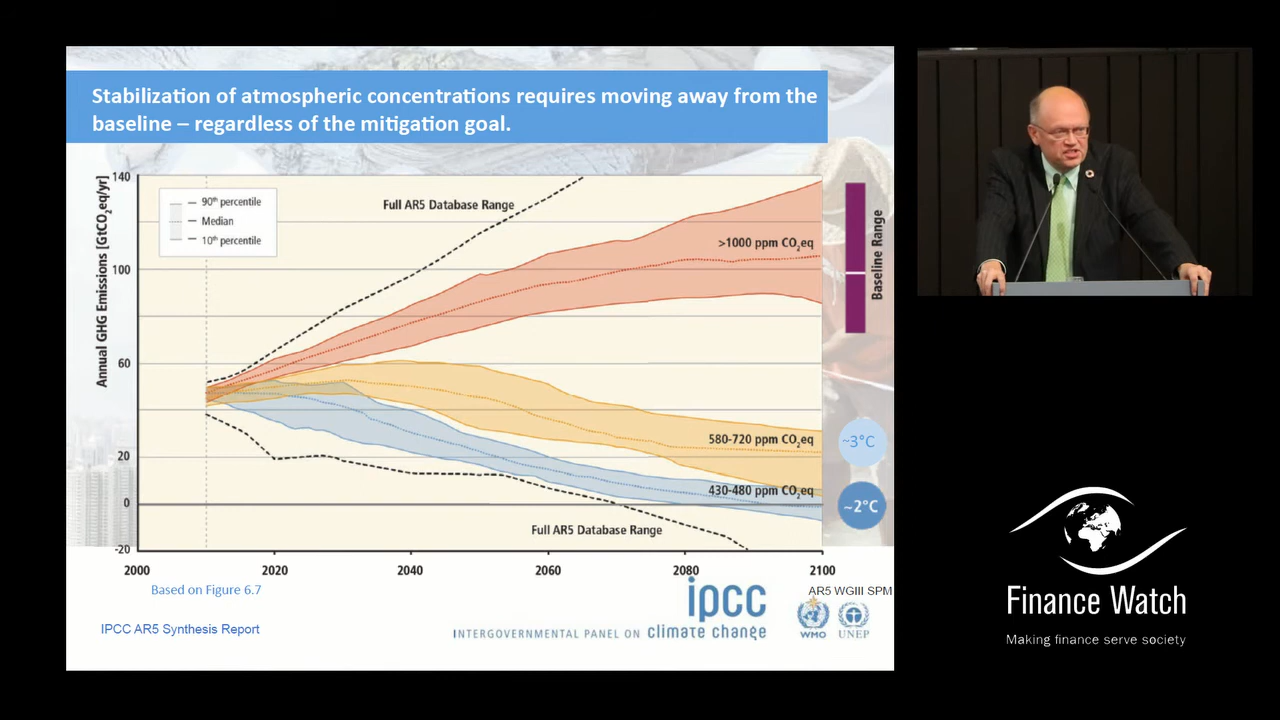 Stabilization of atmospheric concentrations requires moving away from the
baseline – regardless of the mitigation goal.
Annual GHG Emissions [GtCO₂eq/yr]
140
100
60
20
0
-20
90th percentile
Median
10th percentile
Full AR5 Database Range
>1000 ppm CO₂eq
580-720 ppm CO₂eq
430-480 ppm CO₂eq
Full AR5 Database Range
Baseline Range
~3°C
~2°C
2000
2020
2040
2060
2080
2100
Based on Figure 6.7
AR5 WGIII SPM
IPCC AR5 Synthesis Report
ipcc
INTERGOVERNMENTAL PANEL ON climate change
WMO
UNEP
Finance Watch
Making finance serve society